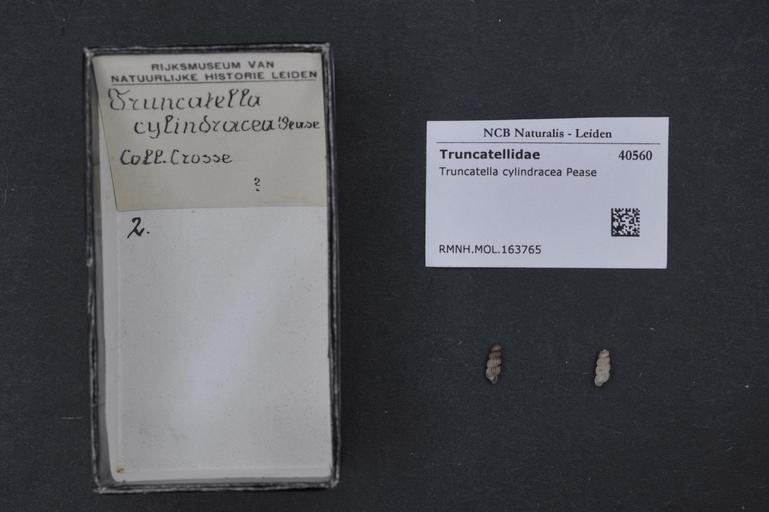 RIJKSMUSEUM VAN
NATUURLIJKE HISTORIE LEIDEN
Truncatella
cylindracea Pease
Coll. Crosse
?
2.
NCB Naturalis - Leiden
Truncatellidae 40560
Truncatella cylindracea Pease
RMNH.MOL.163765